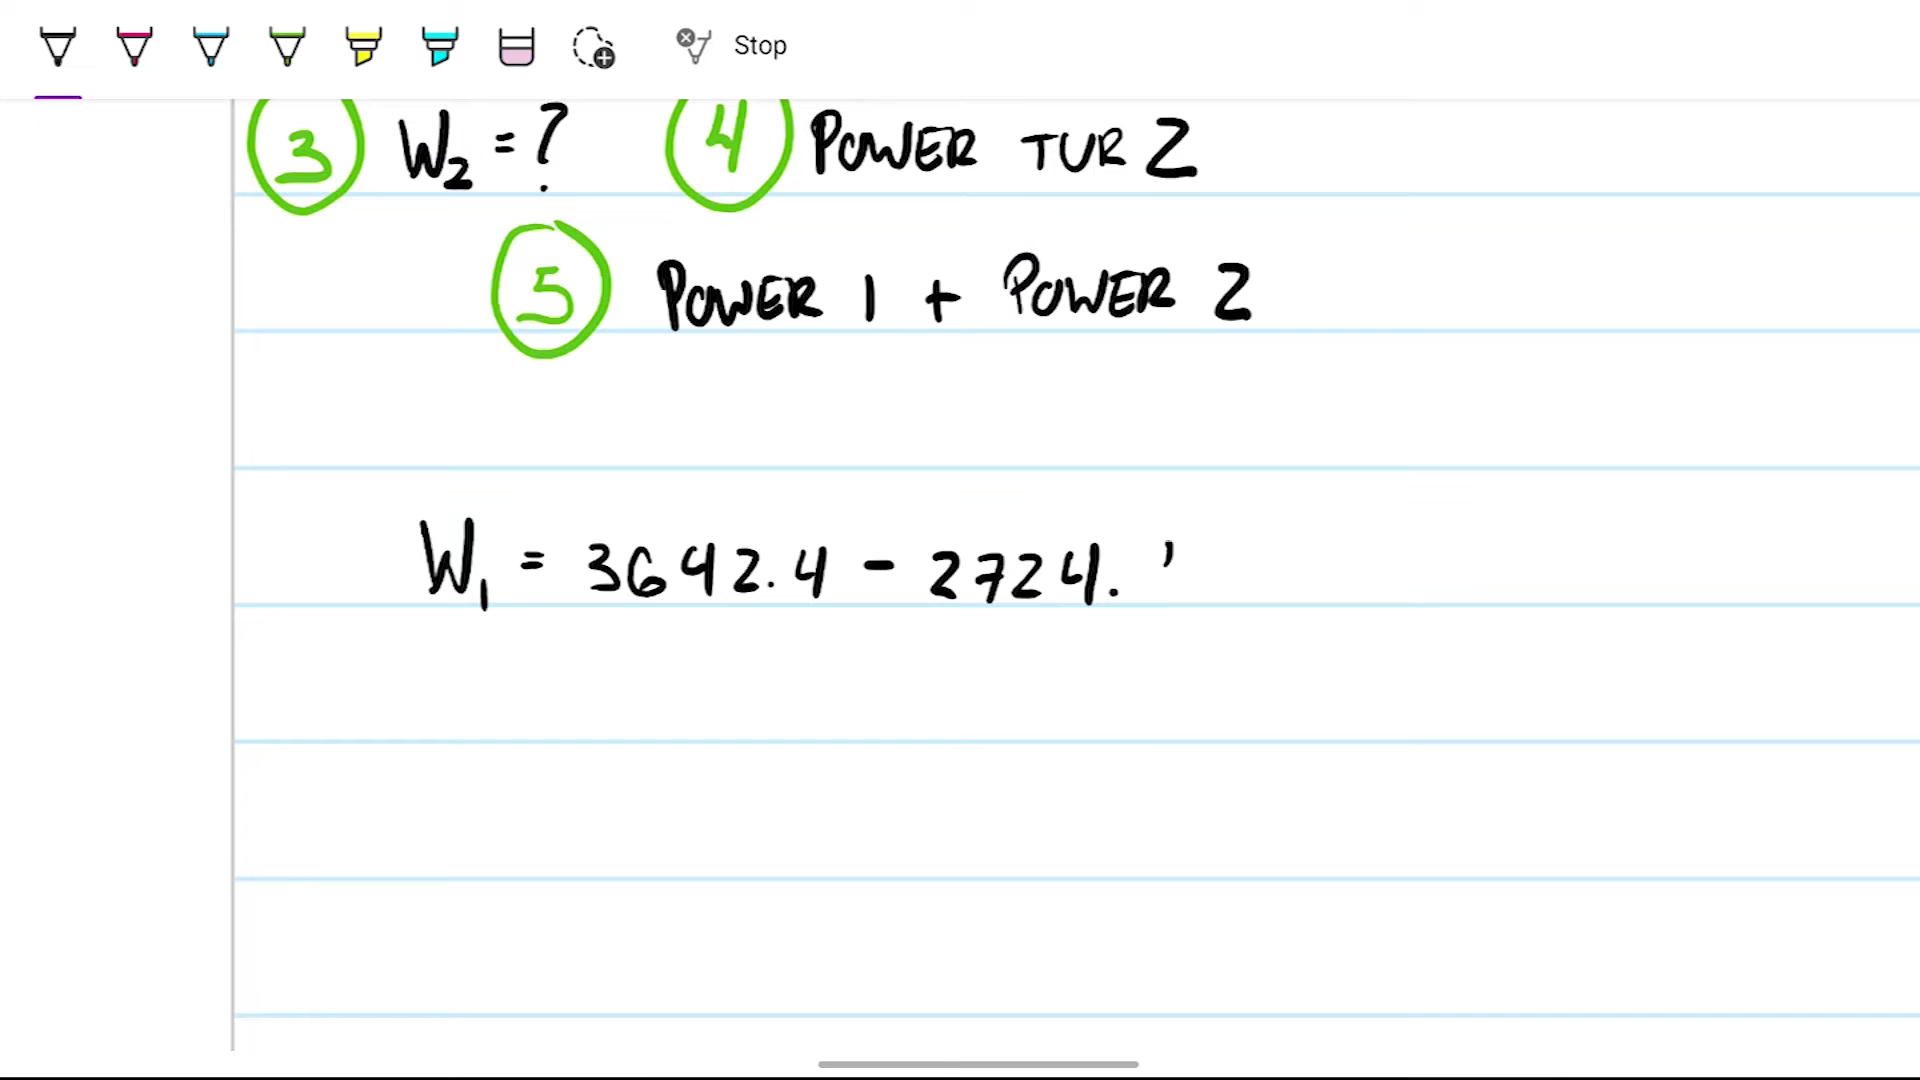 Stop
3 W2 = ? 4 POWER TUR 2
5 POWER 1 + POWER 2
W1 = 3642.4 - 2724.